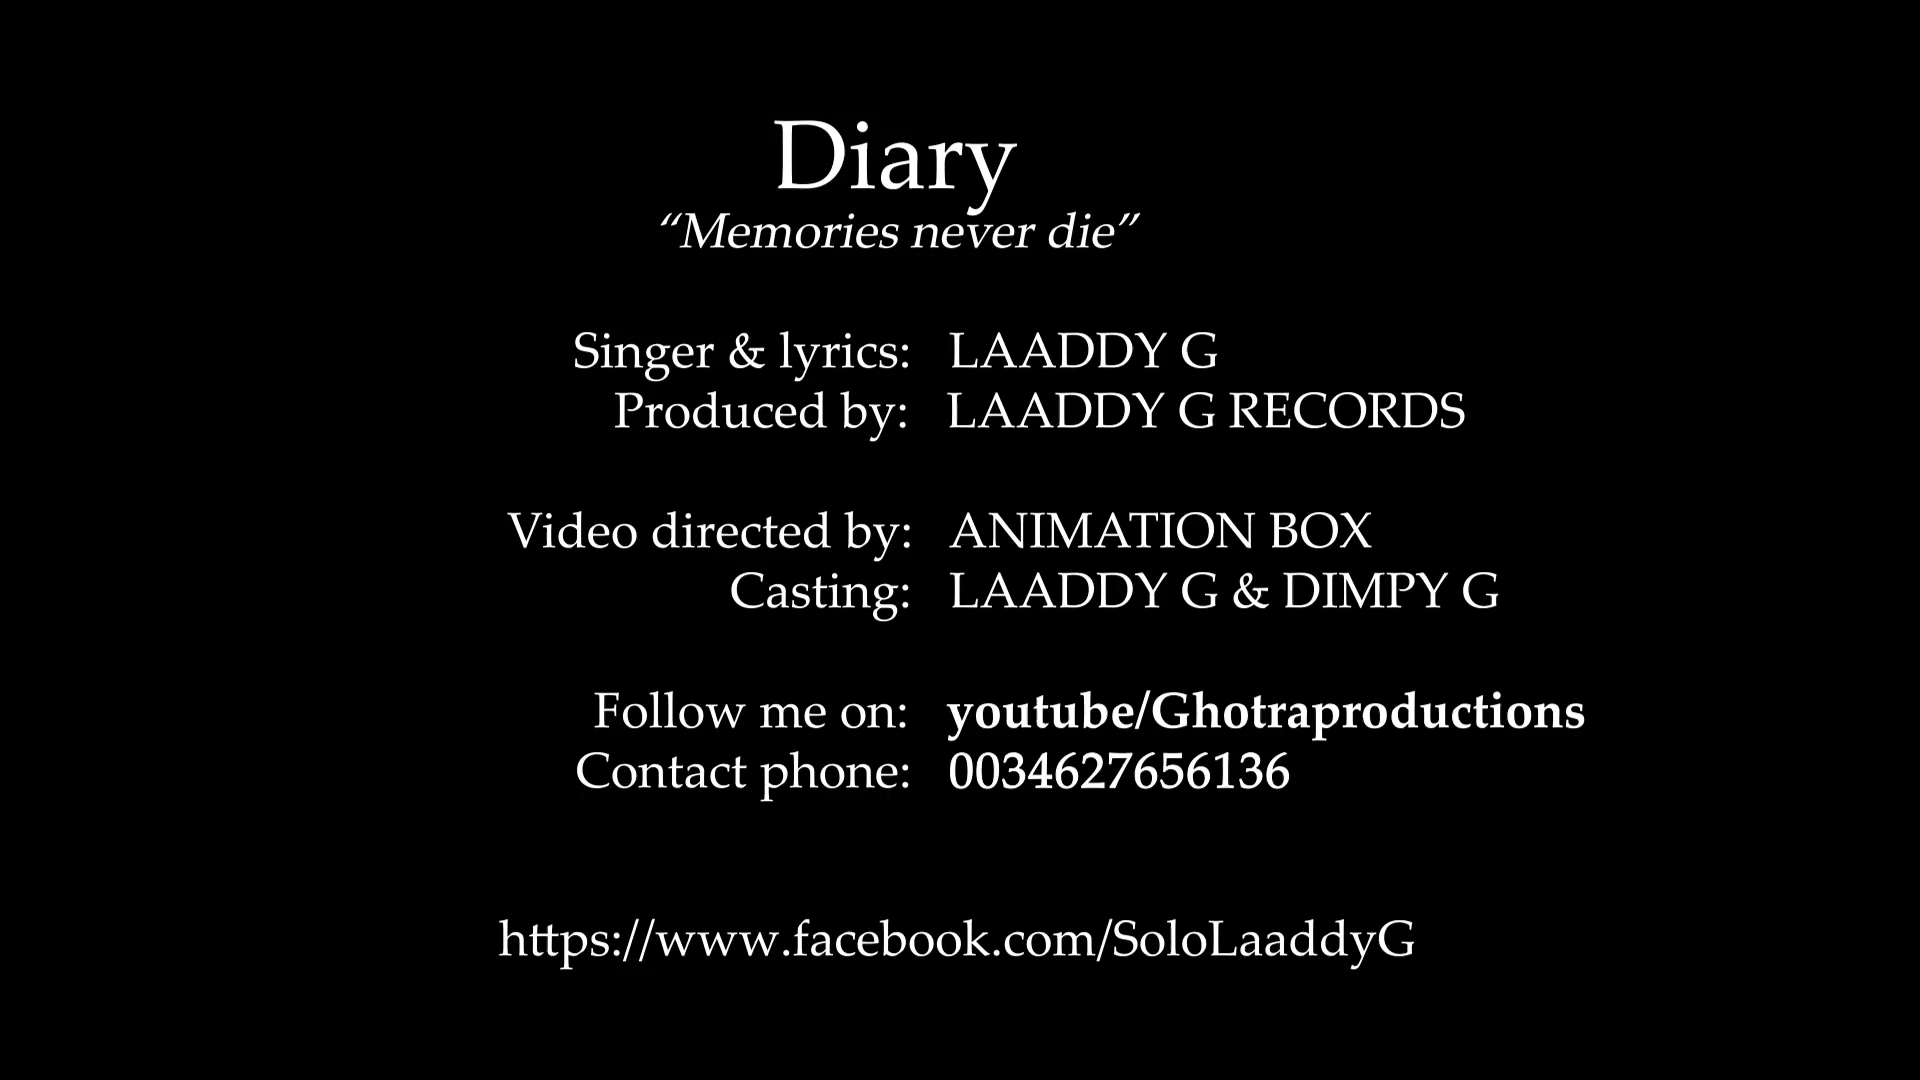 Diary
“Memories never die”
Singer & lyrics: LAADDY G
Produced by: LAADDY G RECORDS
Video directed by: ANIMATION BOX
Casting: LAADDY G & DIMPY G
Follow me on: youtube/Ghotraproductions
Contact phone: 0034627656136
https://www.facebook.com/SoloLaaddyG